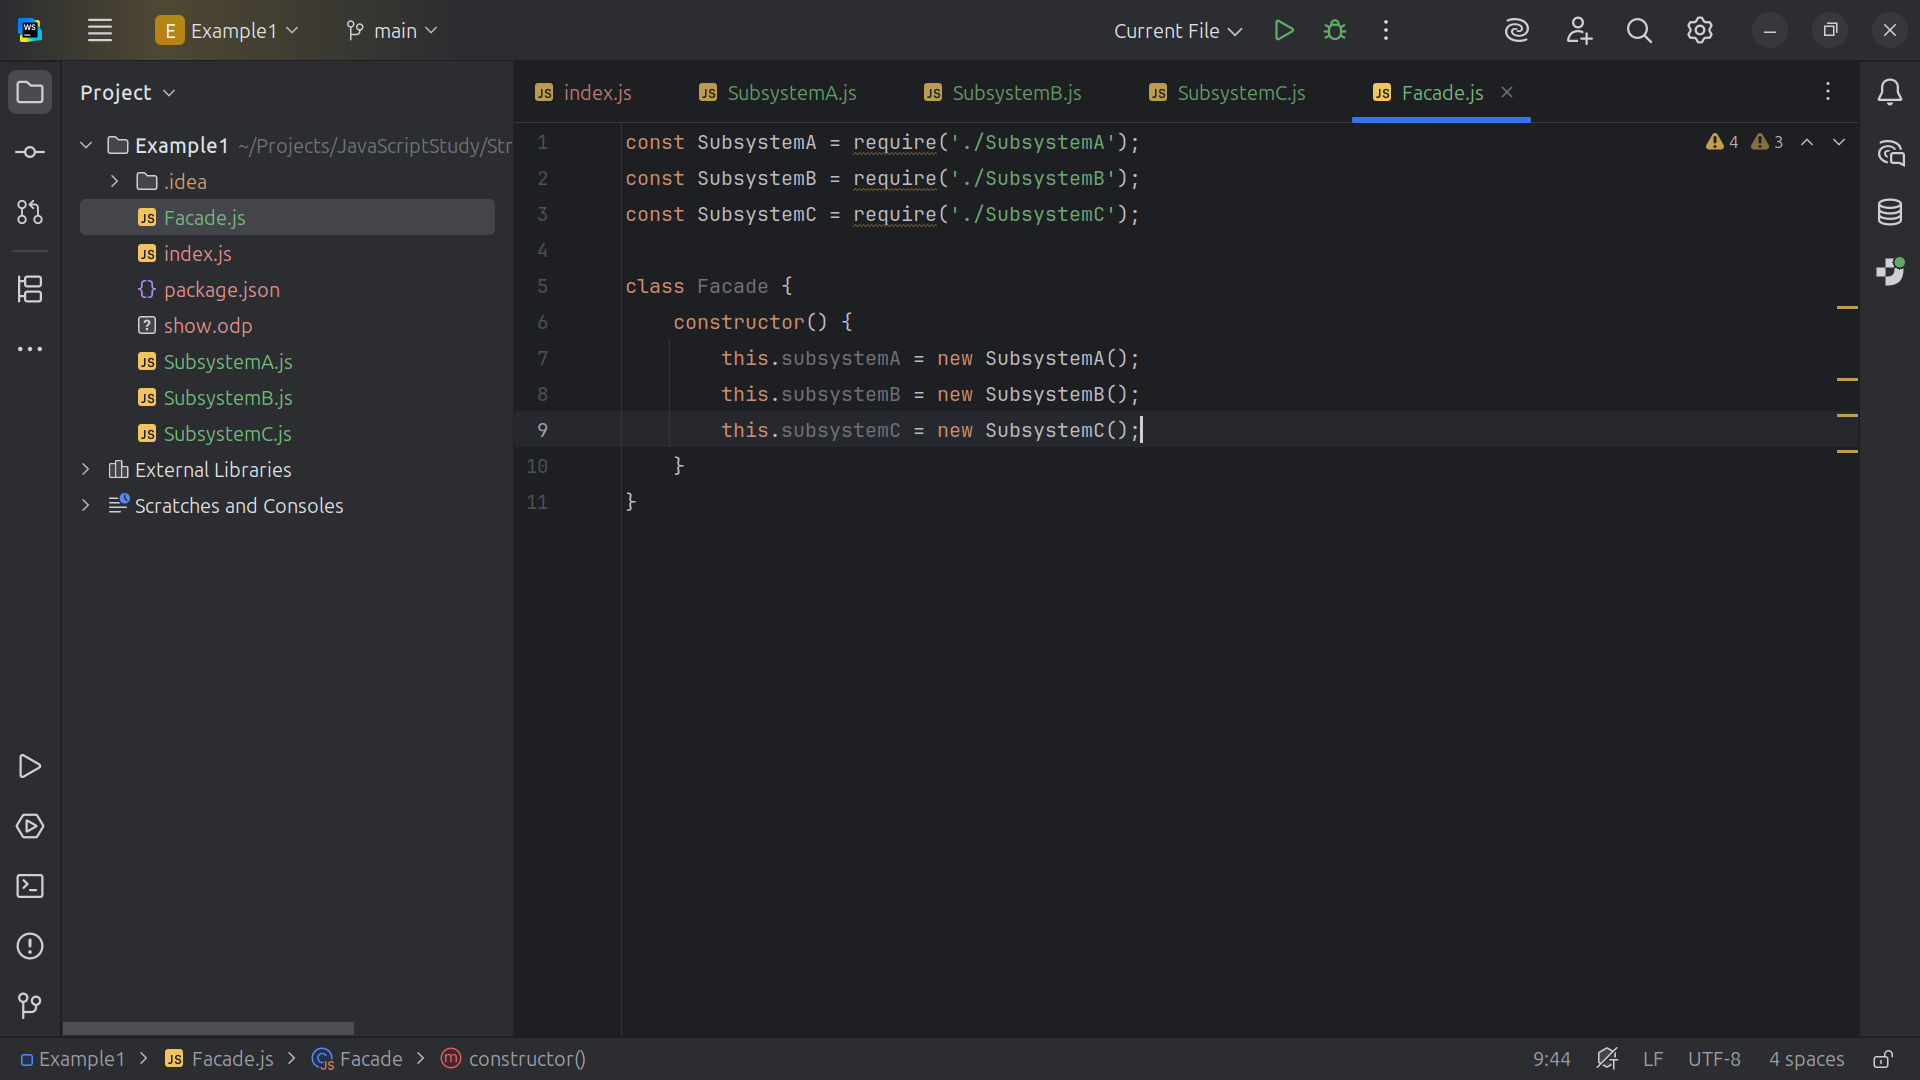 WS E Example1 main Current File
Project
index.js SubsystemA.js SubsystemB.js SubsystemC.js Facade.js
Example1 ~/Projects/JavaScriptStudy/Str
.idea
Facade.js
index.js
package.json
show.odp
SubsystemA.js
SubsystemB.js
SubsystemC.js
External Libraries
Scratches and Consoles
1 const SubsystemA = require('./SubsystemA');
2 const SubsystemB = require('./SubsystemB');
3 const SubsystemC = require('./SubsystemC');
4
5 class Facade {
6 constructor() {
7 this.subsystemA = new SubsystemA();
8 this.subsystemB = new SubsystemB();
9 this.subsystemC = new SubsystemC();
10 }
11 }
4 3
Example1 Facade.js Facade constructor() 9:44 LF UTF-8 4 spaces